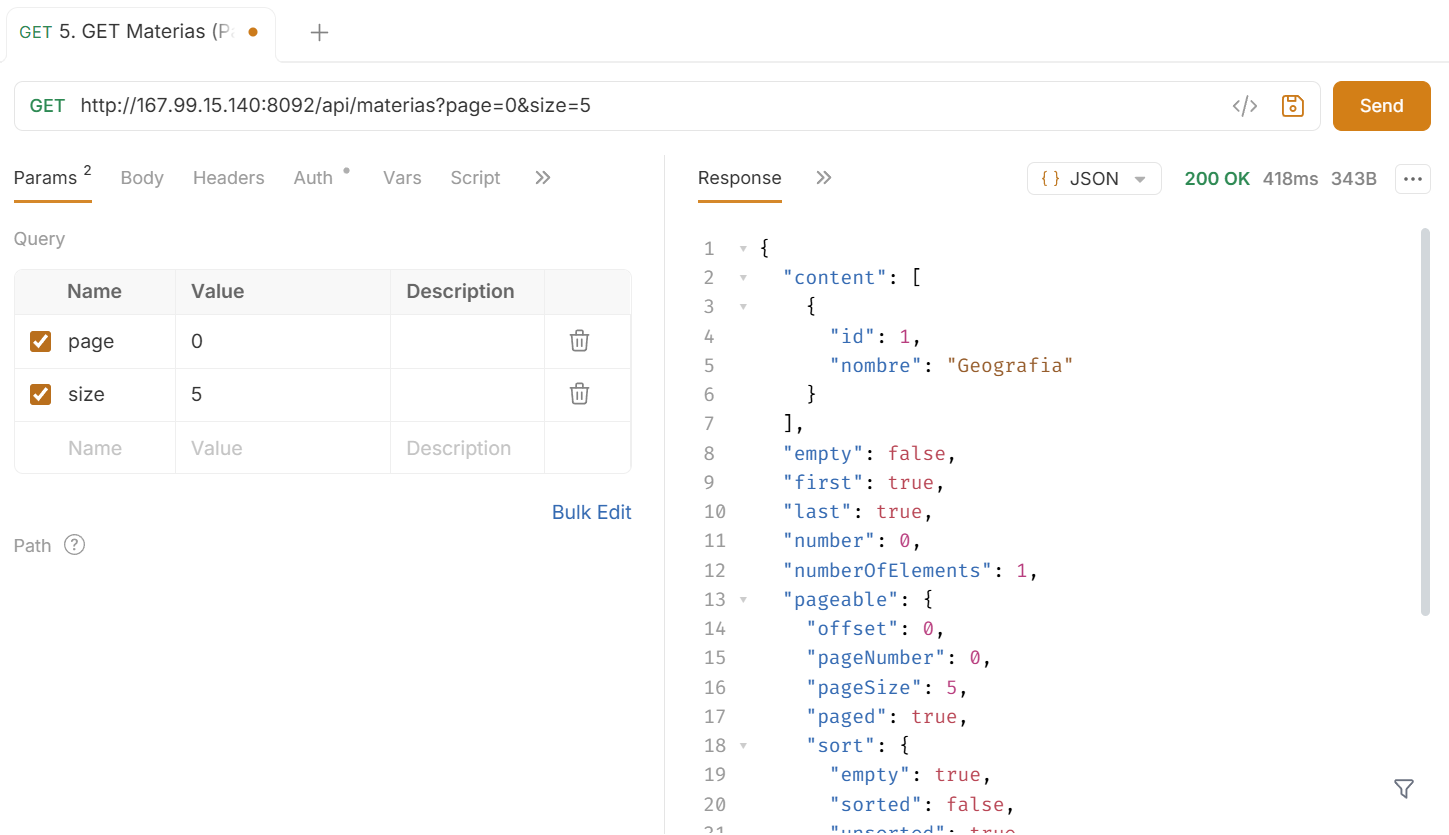 GET 5. GET Materias (Pa
GET http://167.99.15.140:8092/api/materias?page=0&size=5 </> Send
Params 2 Body Headers Auth Vars Script
Query
Name Value Description
page 0
size 5
Name Value Description
Bulk Edit
Path ?
Response { } JSON 200 OK 418ms 343B
1 {
2 "content": [
3 {
4 "id": 1,
5 "nombre": "Geografia"
6 }
7 ],
8 "empty": false,
9 "first": true,
10 "last": true,
11 "number": 0,
12 "numberOfElements": 1,
13 "pageable": {
14 "offset": 0,
15 "pageNumber": 0,
16 "pageSize": 5,
17 "paged": true,
18 "sort": {
19 "empty": true,
20 "sorted": false,
21 "unsorted": true